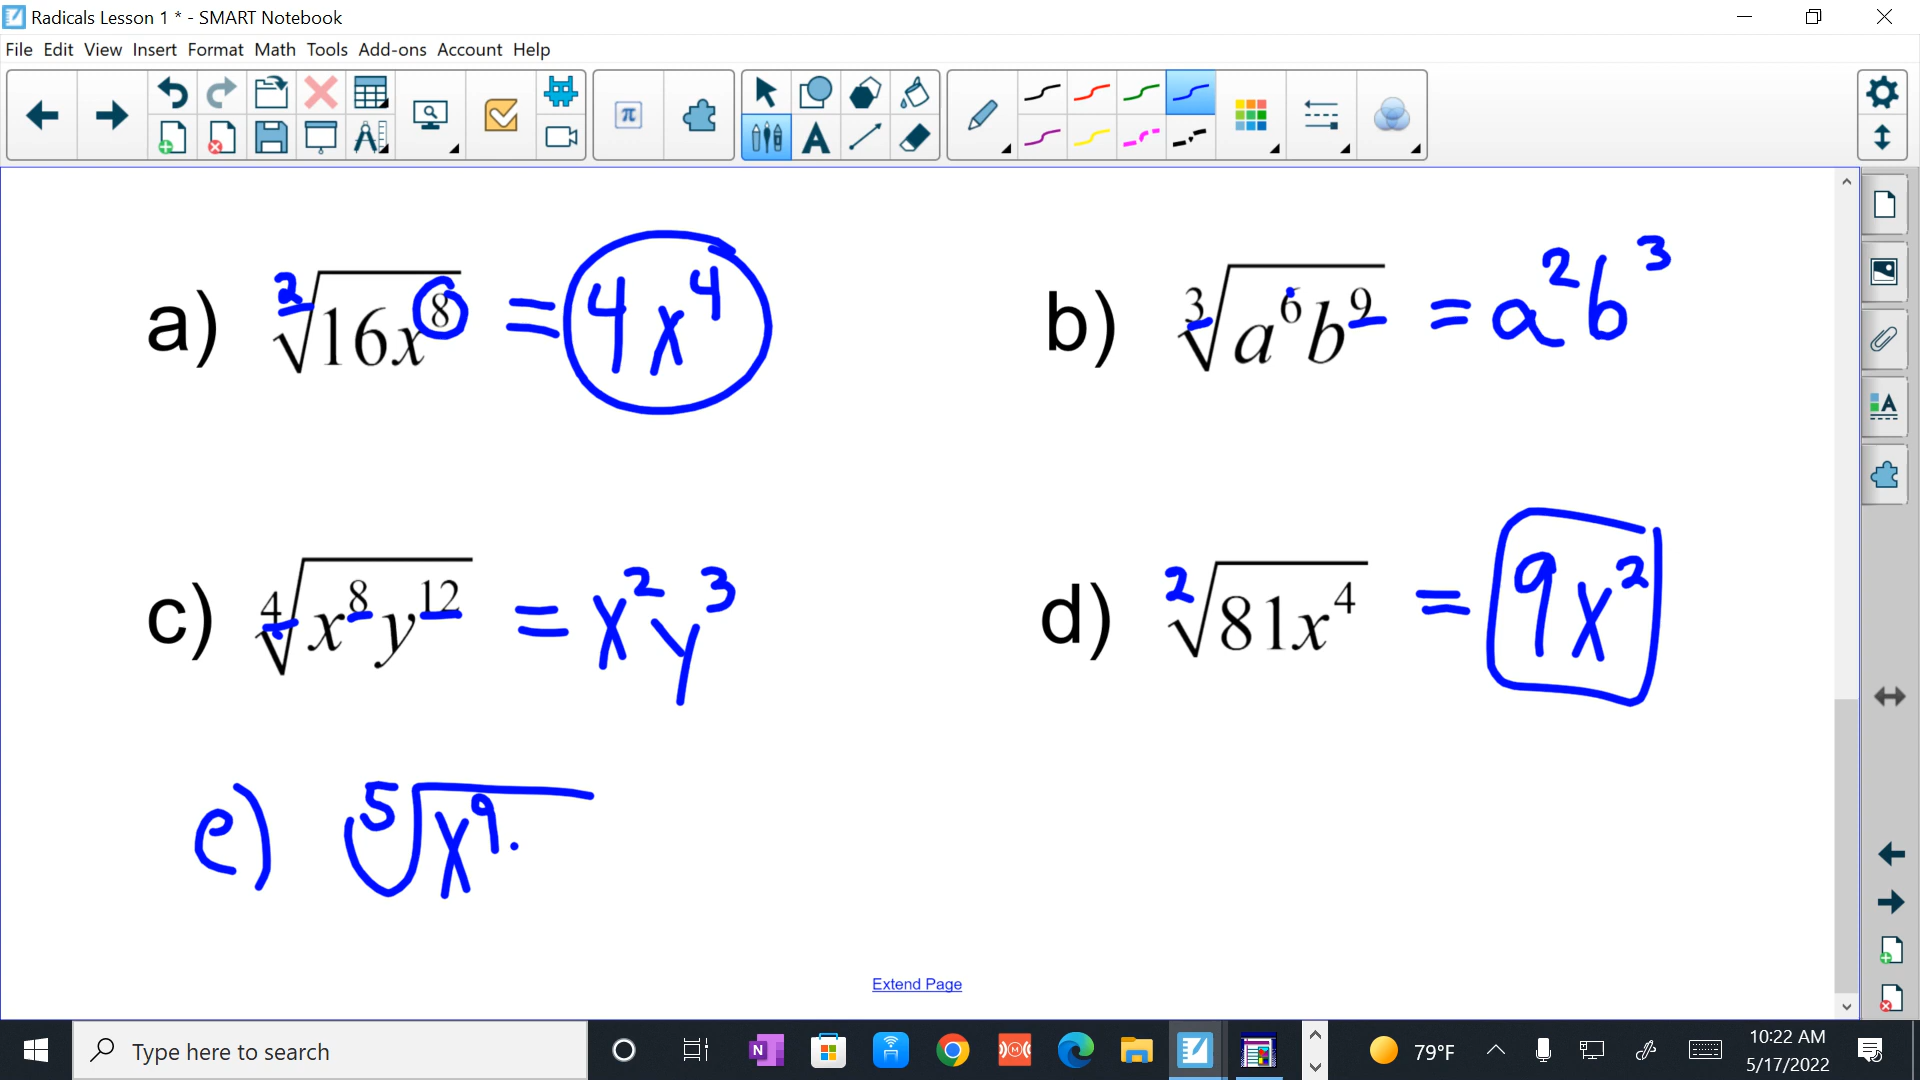 Radicals Lesson 1 * - SMART Notebook
File Edit View Insert Format Math Tools Add-ons Account Help
π
A
a) ²√16x⁸ = 4x⁴
b) ³√a⁶b⁹ = a²b³
A
c) ⁴√x⁸y¹² = x²y³
d) ²√81x⁴ = 9x²
e) ⁵√x⁹.
Extend Page
Type here to search
N
79°F
10:22 AM
5/17/2022